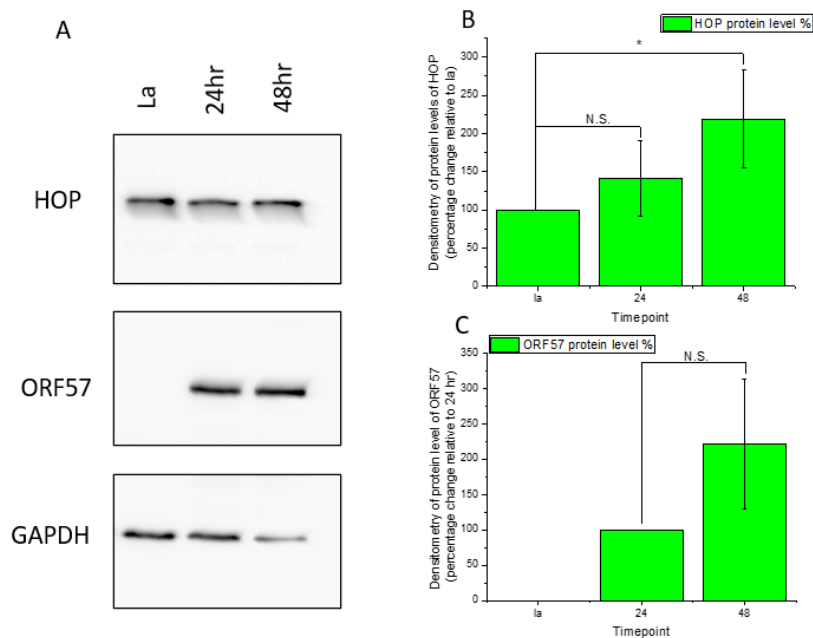 A
La
24hr
48hr
HOP
ORF57
GAPDH
B
HOP protein level %
Densitometry of protein levels of HOP
(percentage change relative to la)
300
250
200
150
100
50
0
*
N.S.
la
24
48
Timepoint
C
ORF57 protein level %
Densitometry of protein level of ORF57
(percentage change relative to 24 hr)
350
300
250
200
150
100
50
0
N.S.
la
24
48
Timepoint